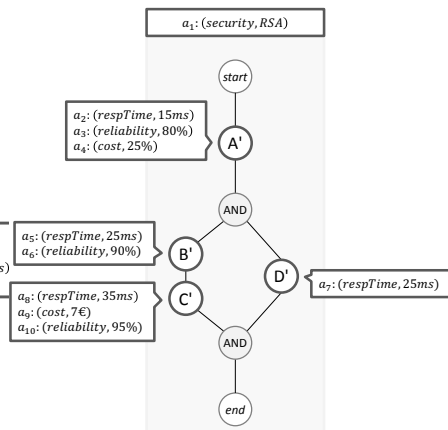 a₁: (security, RSA)
start
a₂: (respTime, 15ms)
a₃: (reliability, 80%)
a₄: (cost, 25%)
A'
AND
a₅: (respTime, 25ms)
a₆: (reliability, 90%)
B'
s)
D'
a₇: (respTime, 25ms)
a₈: (respTime, 35ms)
a₉: (cost, 7€)
a₁₀: (reliability, 95%)
C'
AND
end